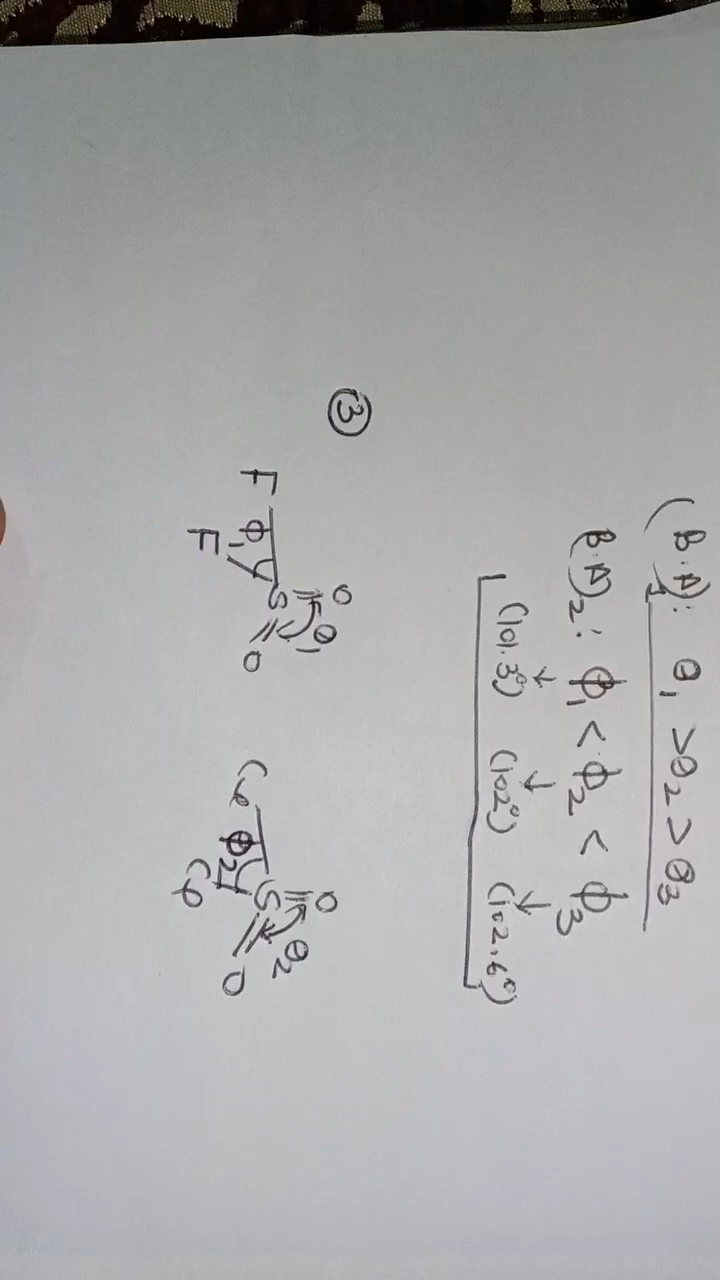 (B.A)₁: θ₁ > θ₂ > θ₃
(B.A)₂: ϕ₁ < ϕ₂ < ϕ₃
↓ ↓ ↓
(101.3°) (102°) (102.6°)
③
O O
F S θ₁ Cl S θ₂
ϕ₁ ϕ₂
F O Cl O